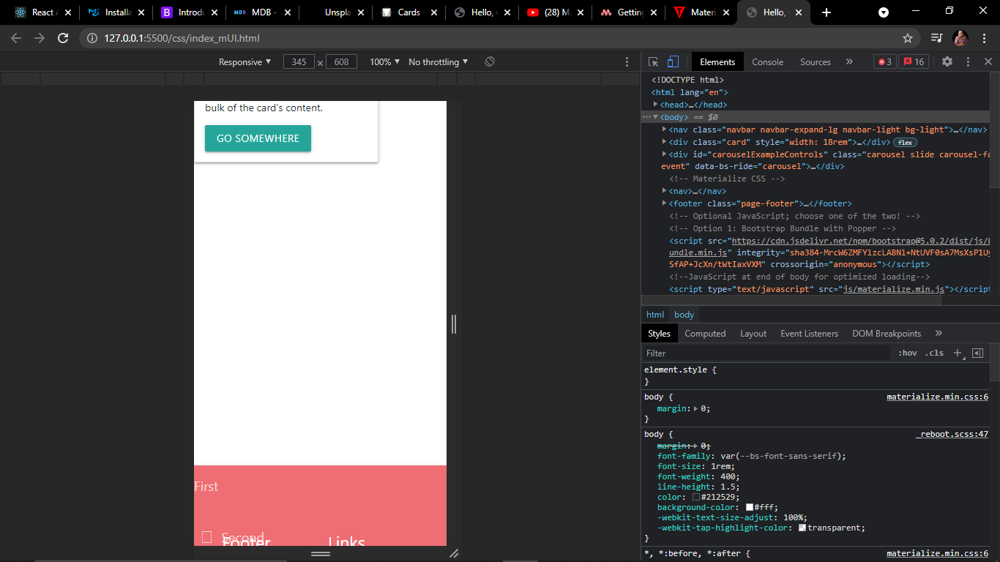 React A
Installa
Introdu
MDB -
Unspla
Cards -
Hello, w
(28) Ma
Getting
Materi
Hello, w
127.0.0.1:5500/css/index_mUI.html
Responsive 345 × 608 100% No throttling
Elements Console Sources » 3 16
bulk of the card's content.
GO SOMEWHERE
First
Second
Footer
Links
<!DOCTYPE html>
<html lang="en">
<head>…</head>
<body> == $0
<nav class="navbar navbar-expand-lg navbar-light bg-light">…</nav>
<div class="card" style="width: 18rem">…</div> flex
<div id="carouselExampleControls" class="carousel slide carousel-fa
event" data-bs-ride="carousel">…</div>
<!-- Materialize CSS -->
<nav>…</nav>
<footer class="page-footer">…</footer>
<!-- Optional JavaScript; choose one of the two! -->
<!-- Option 1: Bootstrap Bundle with Popper -->
<script src="https://cdn.jsdelivr.net/npm/bootstrap@5.0.2/dist/js/b
undle.min.js" integrity="sha384-MrcW6ZMFYlzcLA8Nl+NtUVF0sA7MsXsP1Uy
SfAP+JcXn/tWtIaxVXM" crossorigin="anonymous"></script>
<!--JavaScript at end of body for optimized loading-->
<script type="text/javascript" src="js/materialize.min.js"></script
html body
Styles Computed Layout Event Listeners DOM Breakpoints »
Filter :hov .cls +
element.style {
}
body { materialize.min.css:6
margin: 0;
}
body { _reboot.scss:47
margin: 0;
font-family: var(--bs-font-sans-serif);
font-size: 1rem;
font-weight: 400;
line-height: 1.5;
color: #212529;
background-color: #fff;
-webkit-text-size-adjust: 100%;
-webkit-tap-highlight-color: transparent;
}
*, *:before, *:after { materialize.min.css:6